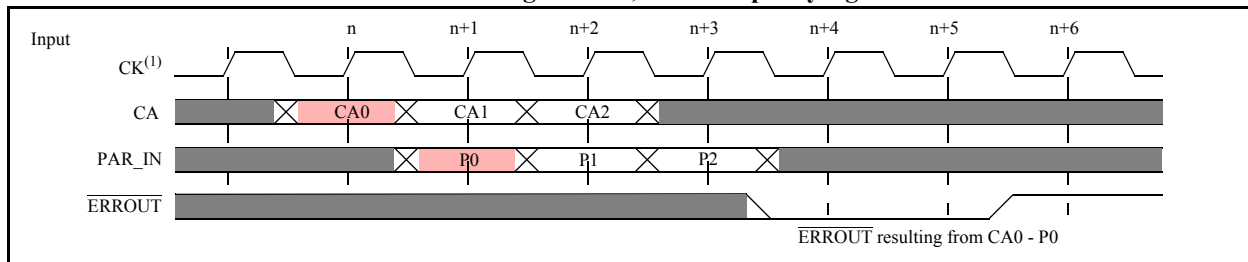 Input
n n+1 n+2 n+3 n+4 n+5 n+6
CK(1)
CA CA0 CA1 CA2
PAR_IN P0 P1 P2
ERROUT
ERROUT resulting from CA0 - P0